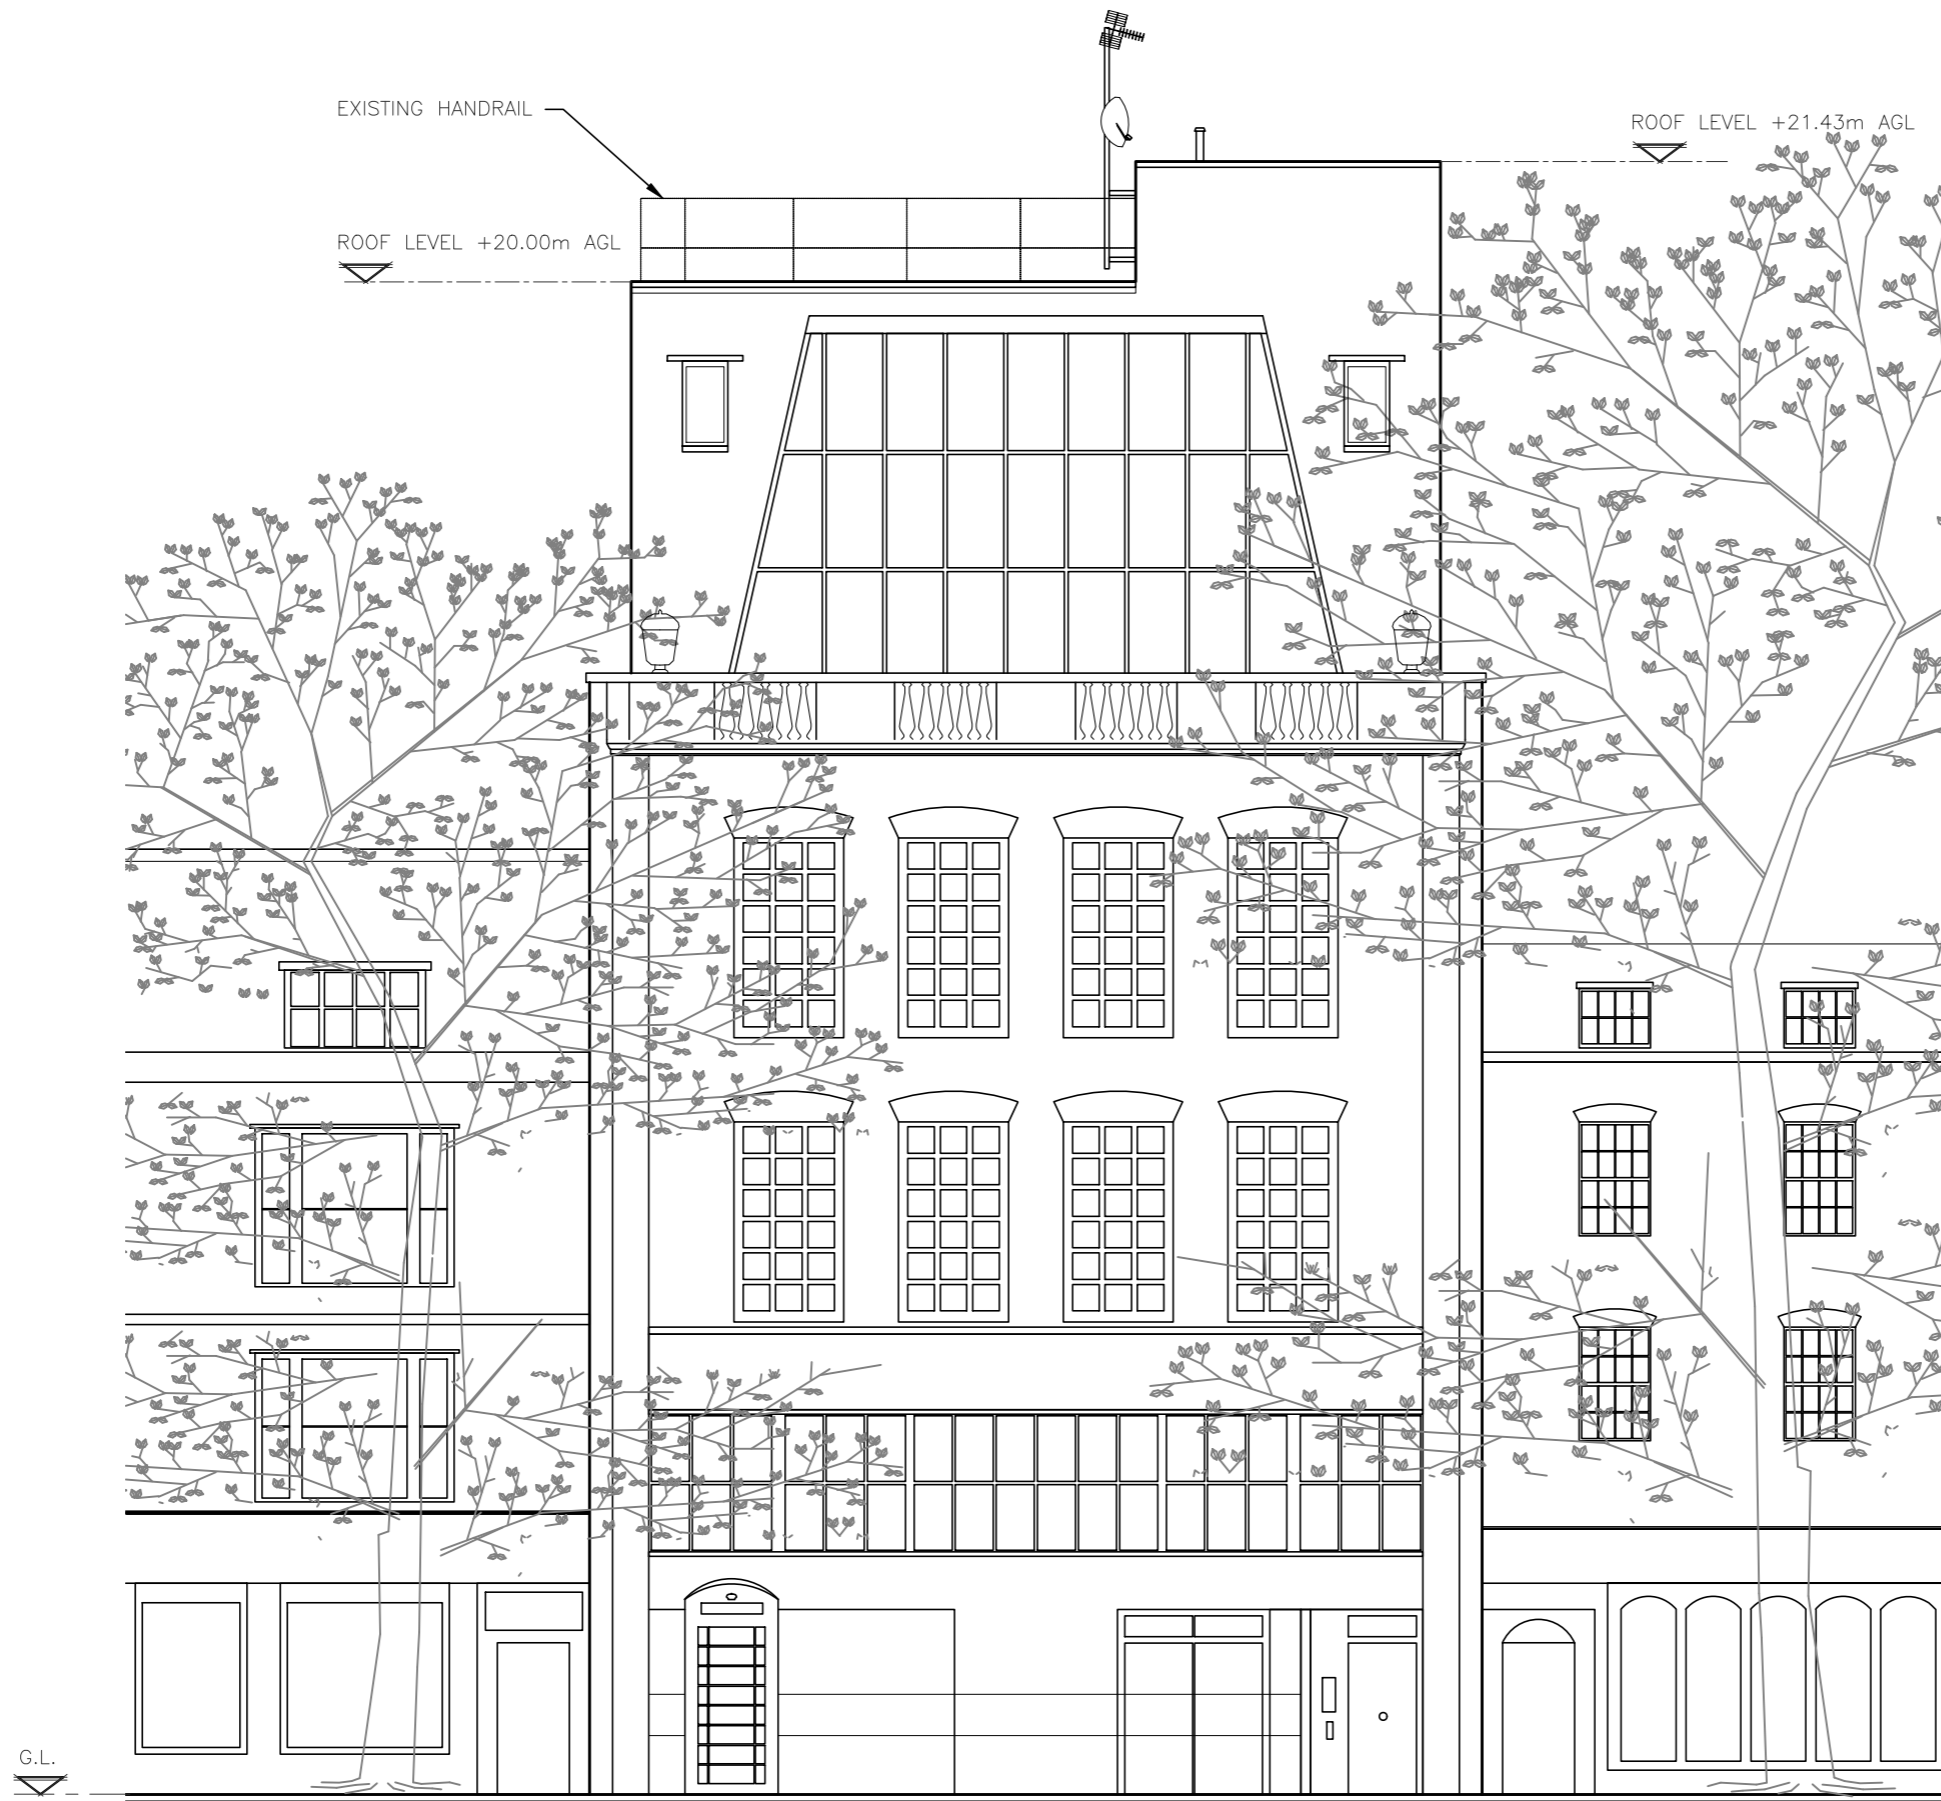 EXISTING HANDRAIL
ROOF LEVEL +21.43m AGL
ROOF LEVEL +20.00m AGL
G.L.